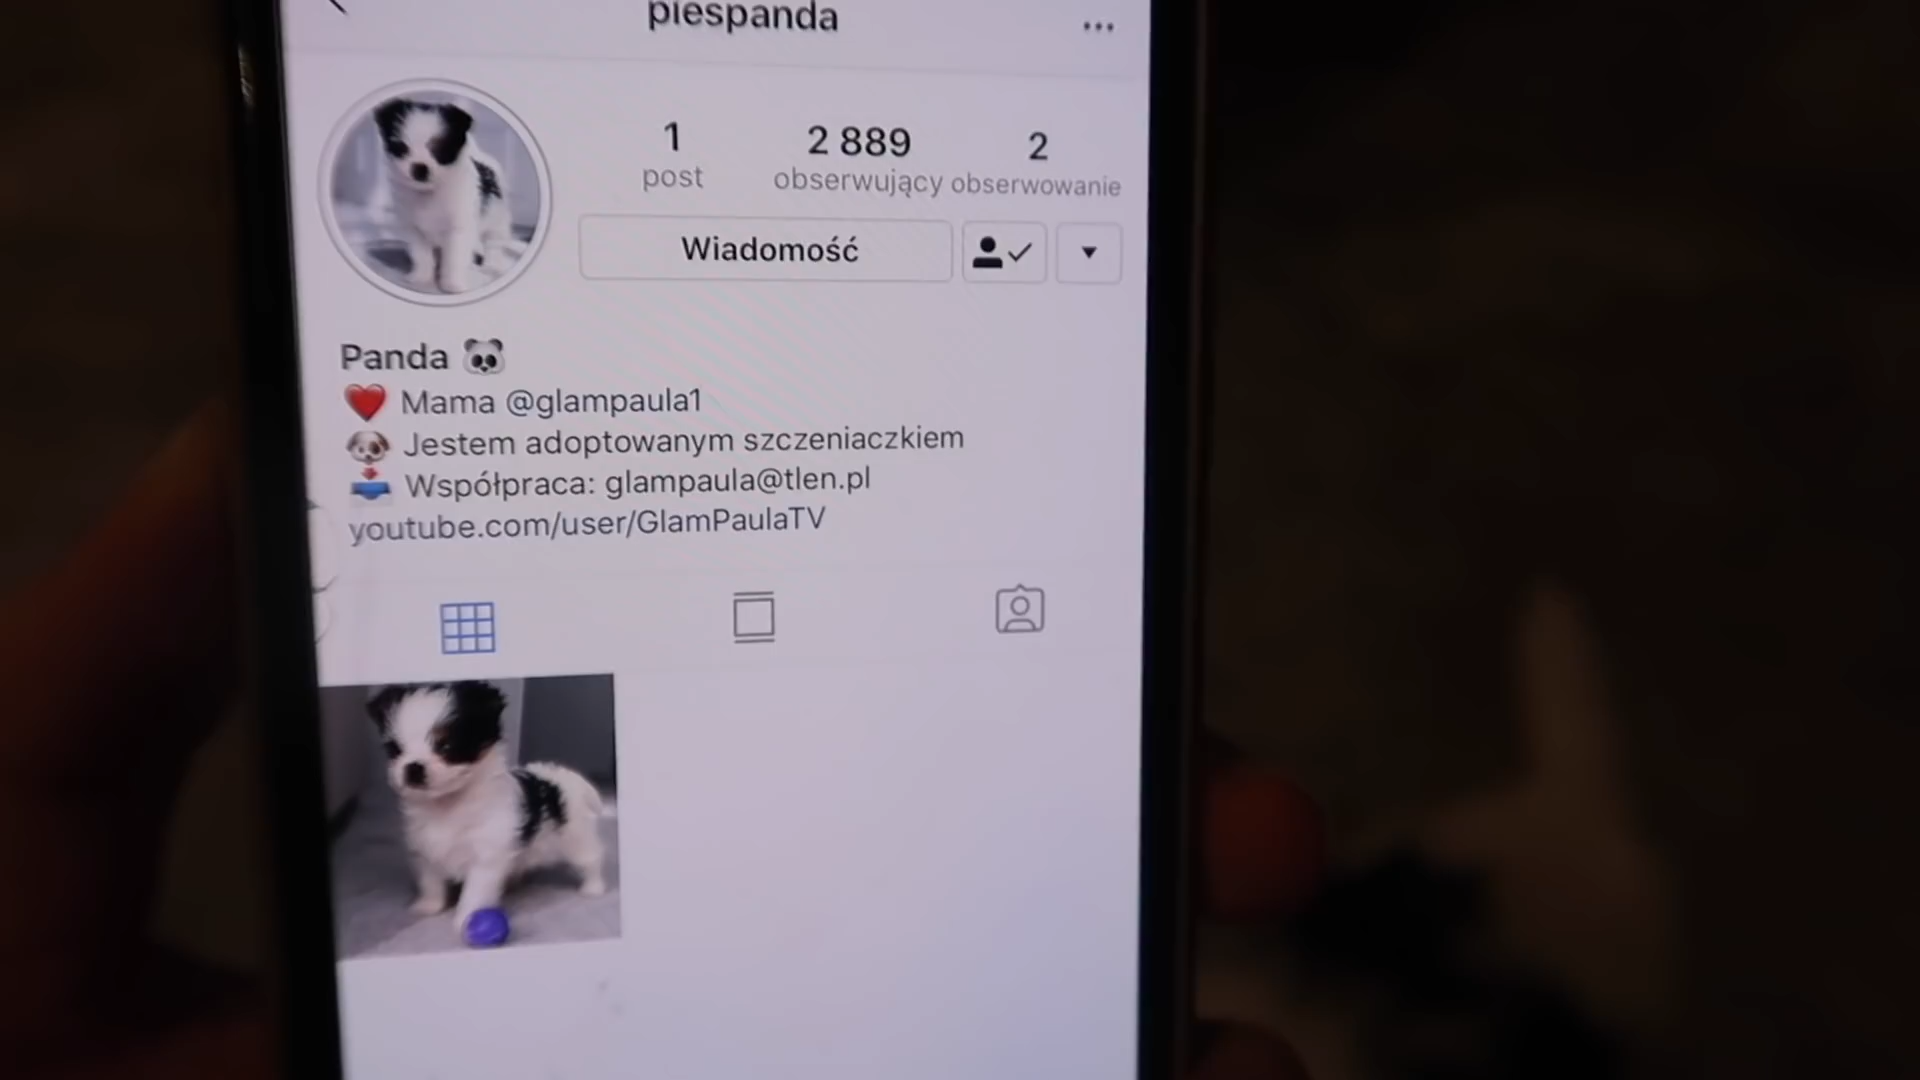 piespanda
1 2 889 2
post obserwujący obserwowanie
Wiadomość
Panda 🐼
❤️ Mama @glampaula1
🐶 Jestem adoptowanym szczeniaczkiem
📥 Współpraca: glampaula@tlen.pl
youtube.com/user/GlamPaulaTV